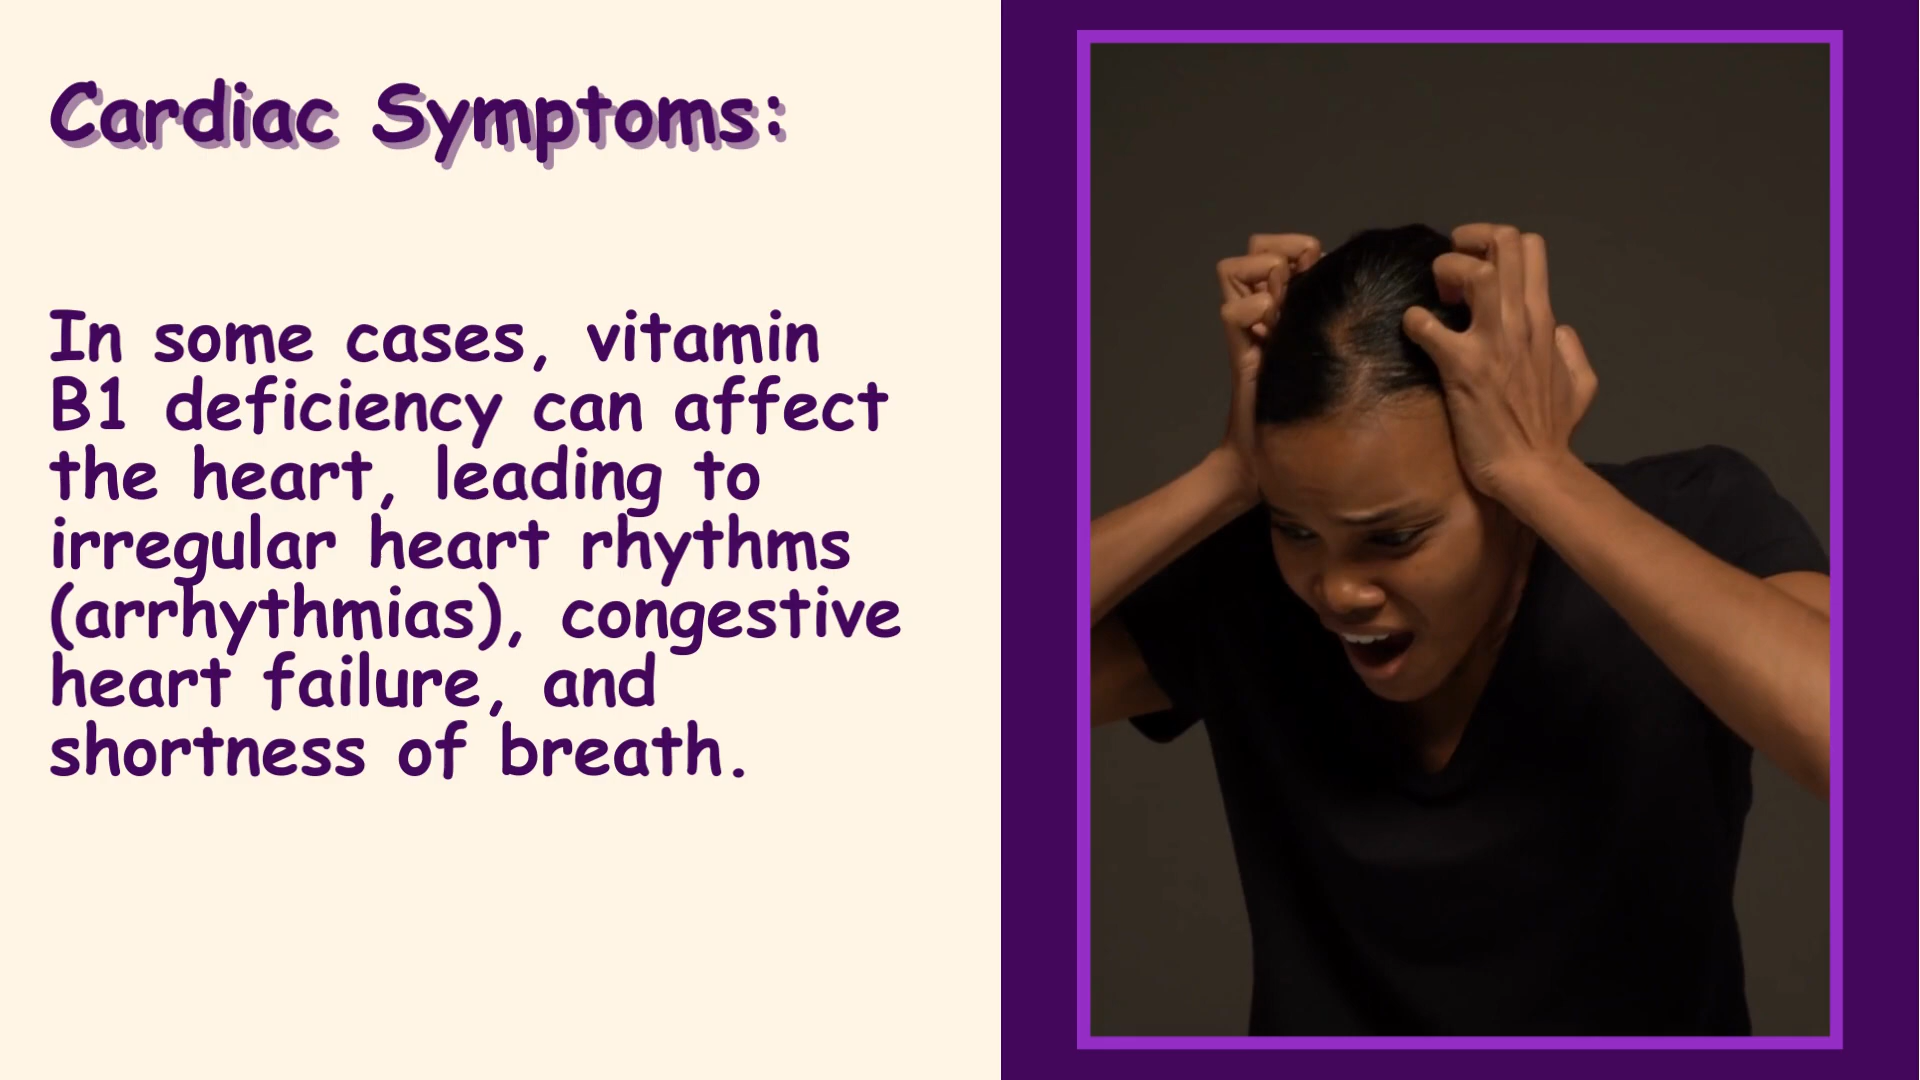 Cardiac Symptoms:
In some cases, vitamin
B1 deficiency can affect
the heart, leading to
irregular heart rhythms
(arrhythmias), congestive
heart failure, and
shortness of breath.